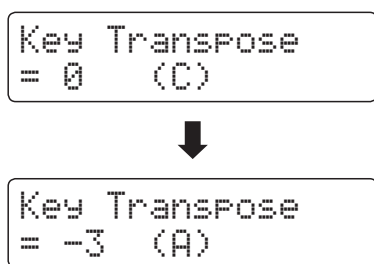 Key Transpose
= 0 (C)
Key Transpose
= -3 (A)